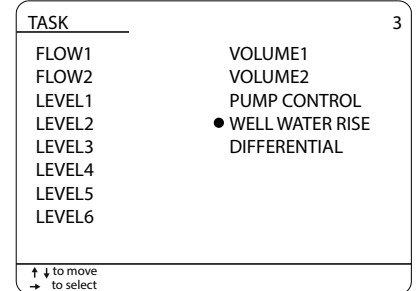 TASK 3
FLOW1 VOLUME1
FLOW2 VOLUME2
LEVEL1 PUMP CONTROL
LEVEL2 ● WELL WATER RISE
LEVEL3 DIFFERENTIAL
LEVEL4
LEVEL5
LEVEL6
↑ ↓ to move
→ to select